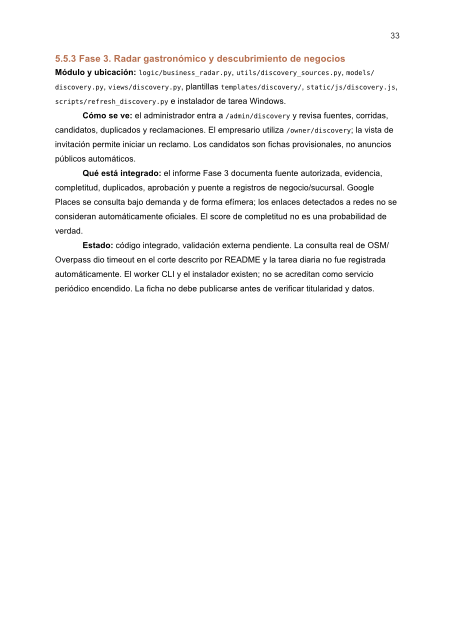 33
5.5.3 Fase 3. Radar gastronómico y descubrimiento de negocios
Módulo y ubicación: logic/business_radar.py, utils/discovery_sources.py, models/
discovery.py, views/discovery.py, plantillas templates/discovery/, static/js/discovery.js,
scripts/refresh_discovery.py e instalador de tarea Windows.
Cómo se ve: el administrador entra a /admin/discovery y revisa fuentes, corridas,
candidatos, duplicados y reclamaciones. El empresario utiliza /owner/discovery; la vista de
invitación permite iniciar un reclamo. Los candidatos son fichas provisionales, no anuncios
públicos automáticos.
Qué está integrado: el informe Fase 3 documenta fuente autorizada, evidencia,
completitud, duplicados, aprobación y puente a registros de negocio/sucursal. Google
Places se consulta bajo demanda y de forma efímera; los enlaces detectados a redes no se
consideran automáticamente oficiales. El score de completitud no es una probabilidad de
verdad.
Estado: código integrado, validación externa pendiente. La consulta real de OSM/
Overpass dio timeout en el corte descrito por README y la tarea diaria no fue registrada
automáticamente. El worker CLI y el instalador existen; no se acreditan como servicio
periódico encendido. La ficha no debe publicarse antes de verificar titularidad y datos.